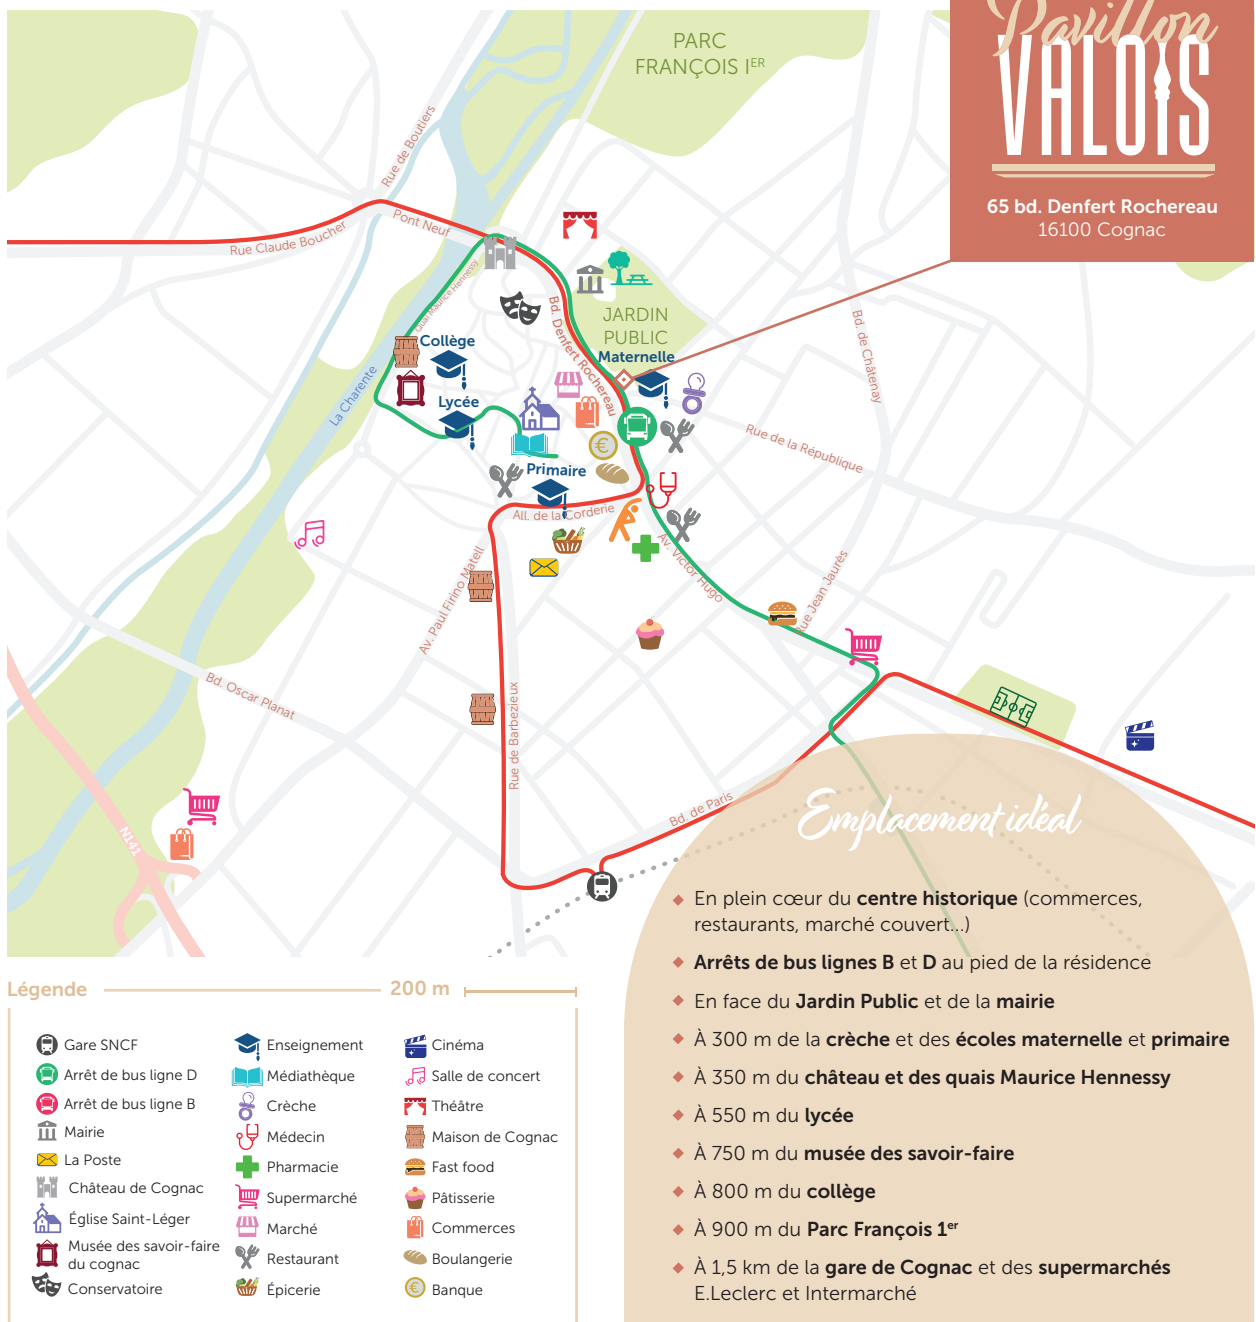 Pavillon
VALOIS
65 bd. Denfert Rochereau
16100 Cognac
PARC
FRANÇOIS IER
Rue de Boutiers
Pont Neuf
Rue Claude Boucher
Quai Maurice Hennessy
Bd. Denfert Rochereau
JARDIN
PUBLIC
Maternelle
Collège
Lycée
La Charente
Primaire
Bd. de Châtenay
Rue de la République
All. de la Corderie
Av. Victor Hugo
Av. Paul Firino Matell
Rue Jean Jaurés
Bd. Oscar Planat
Rue de Barbezieux
Bd. de Paris
N141
Emplacement idéal
En plein cœur du centre historique (commerces,
restaurants, marché couvert...)
Arrêts de bus lignes B et D au pied de la résidence
En face du Jardin Public et de la mairie
À 300 m de la crèche et des écoles maternelle et primaire
À 350 m du château et des quais Maurice Hennessy
À 550 m du lycée
À 750 m du musée des savoir-faire
À 800 m du collège
À 900 m du Parc François 1er
À 1,5 km de la gare de Cognac et des supermarchés
E.Leclerc et Intermarché
Légende
200 m
Gare SNCF
Arrêt de bus ligne D
Arrêt de bus ligne B
Mairie
La Poste
Château de Cognac
Église Saint-Léger
Musée des savoir-faire
du cognac
Conservatoire
Enseignement
Médiathèque
Crèche
Médecin
Pharmacie
Supermarché
Marché
Restaurant
Épicerie
Cinéma
Salle de concert
Théâtre
Maison de Cognac
Fast food
Pâtisserie
Commerces
Boulangerie
Banque